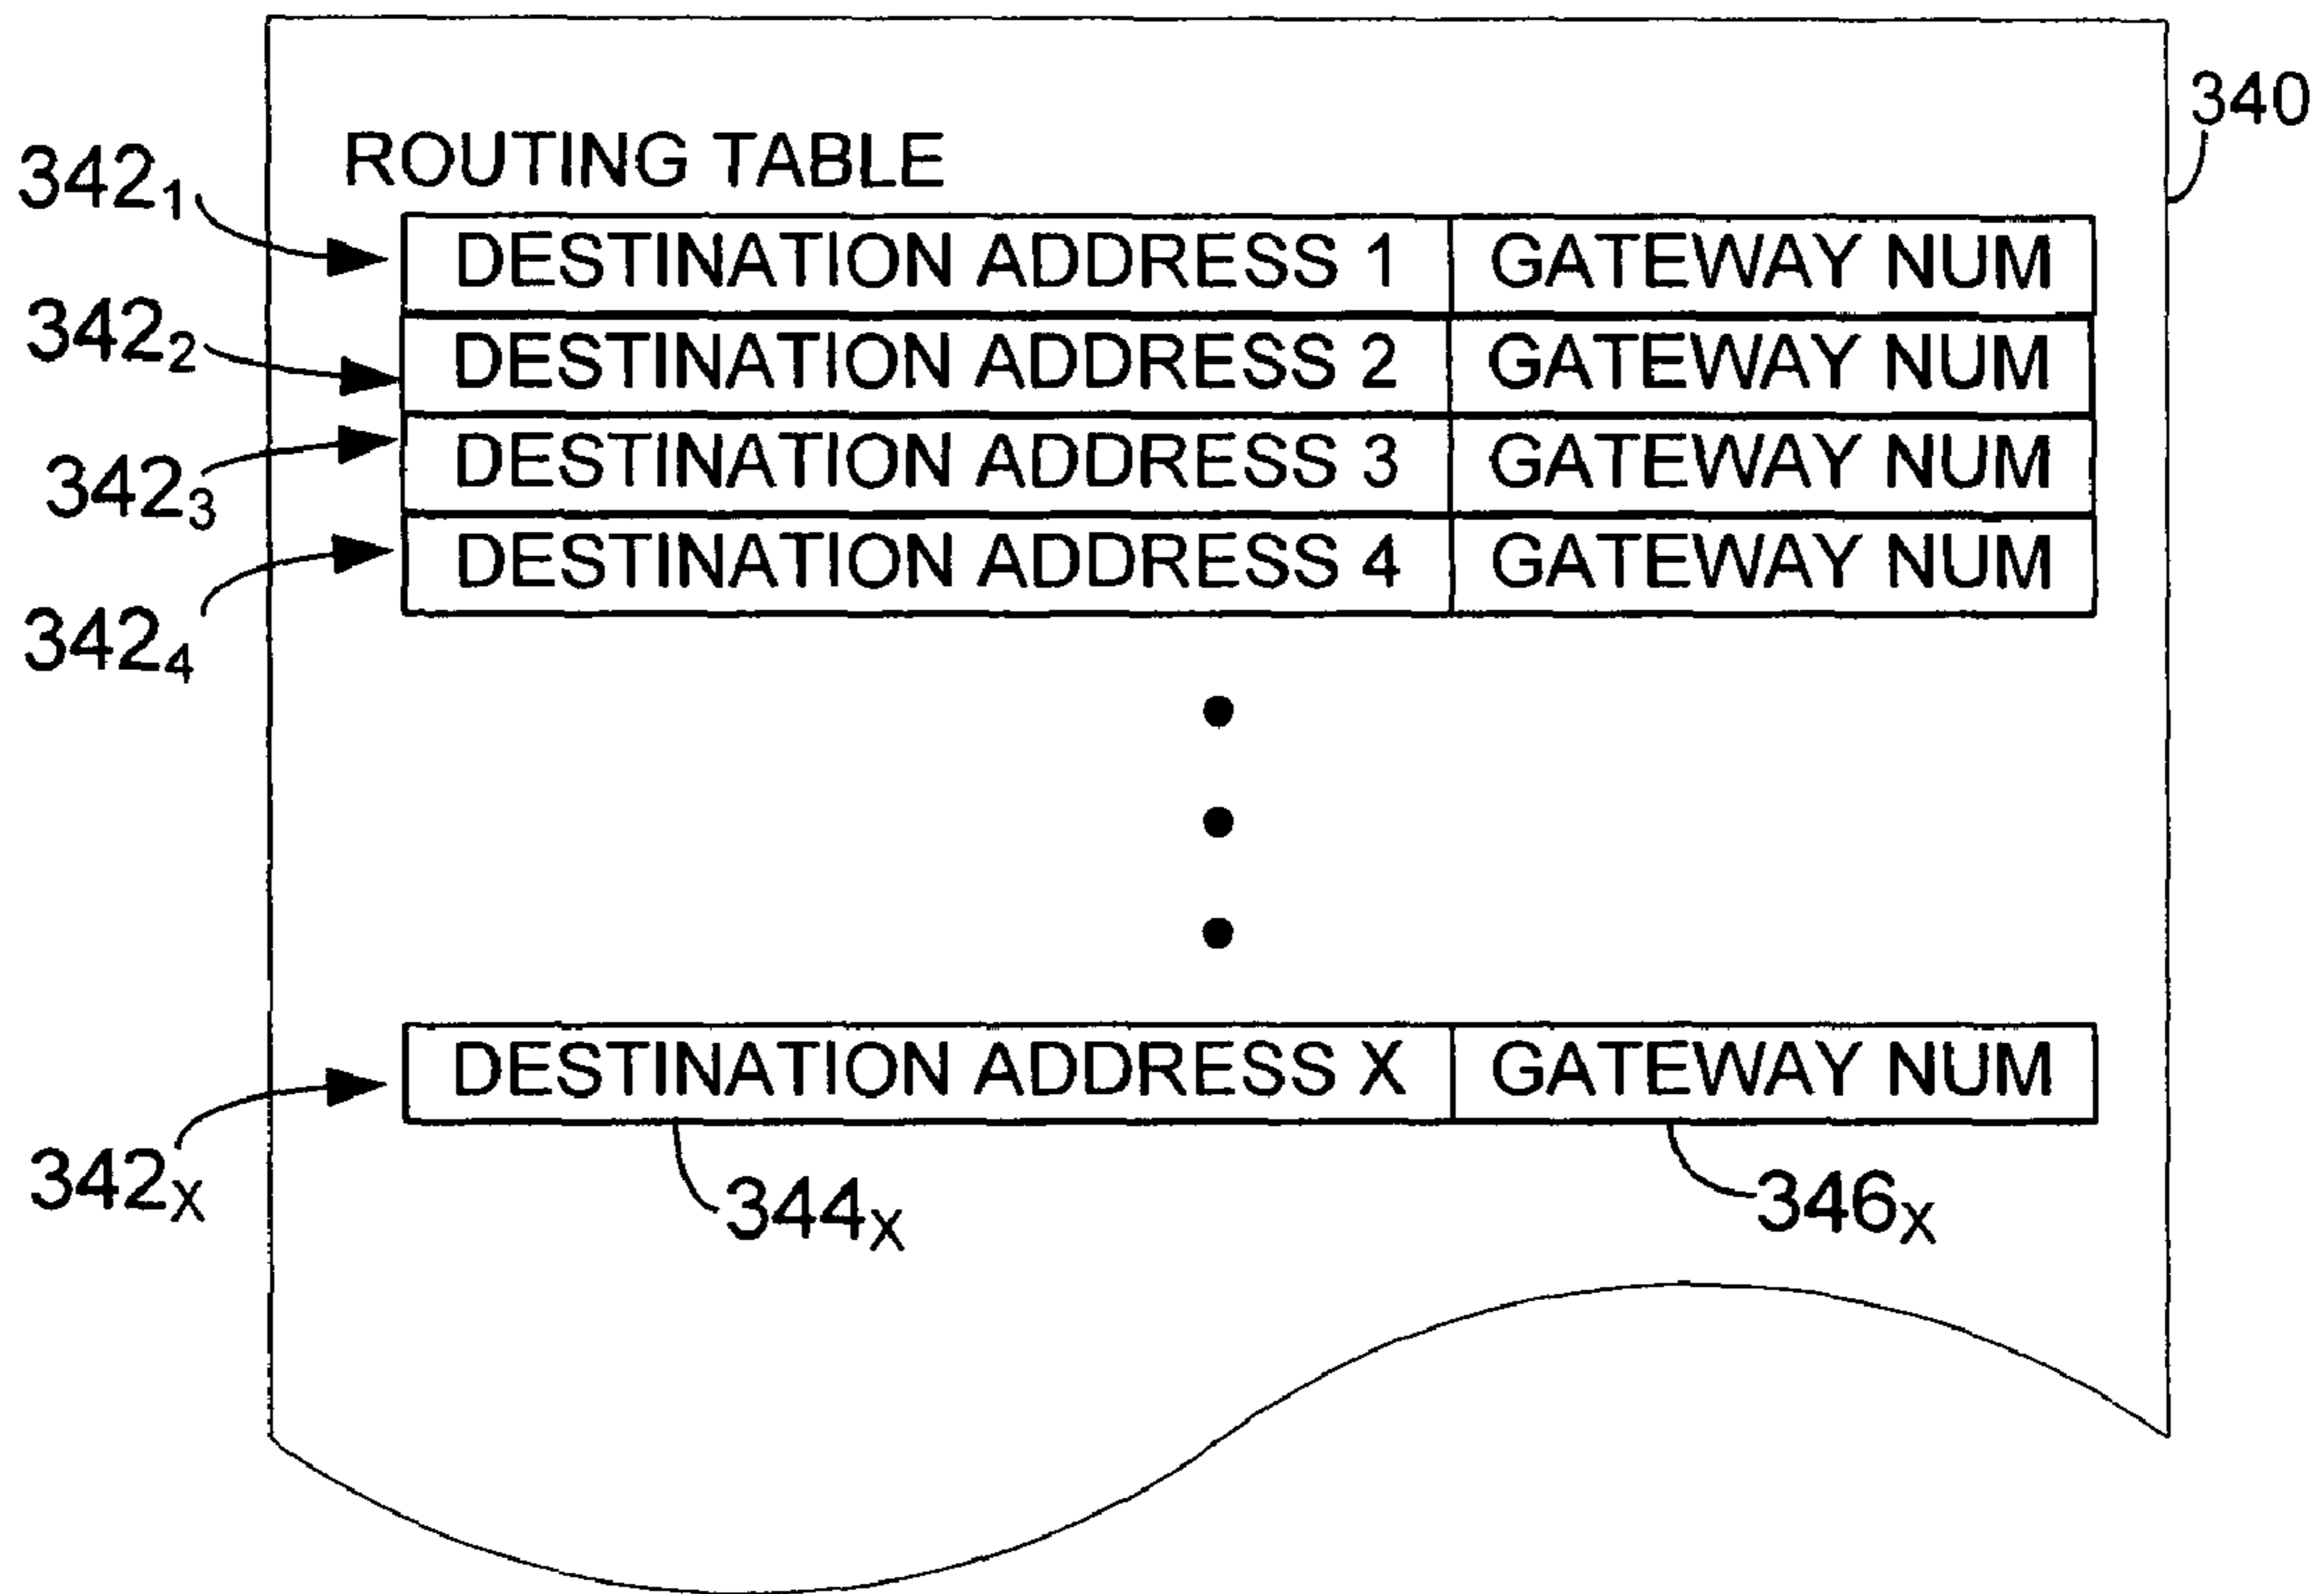 340
ROUTING TABLE
342₁
DESTINATION ADDRESS 1 GATEWAY NUM
342₂
DESTINATION ADDRESS 2 GATEWAY NUM
342₃
DESTINATION ADDRESS 3 GATEWAY NUM
342₄
DESTINATION ADDRESS 4 GATEWAY NUM
DESTINATION ADDRESS X GATEWAY NUM
342ₓ
344ₓ
346ₓ